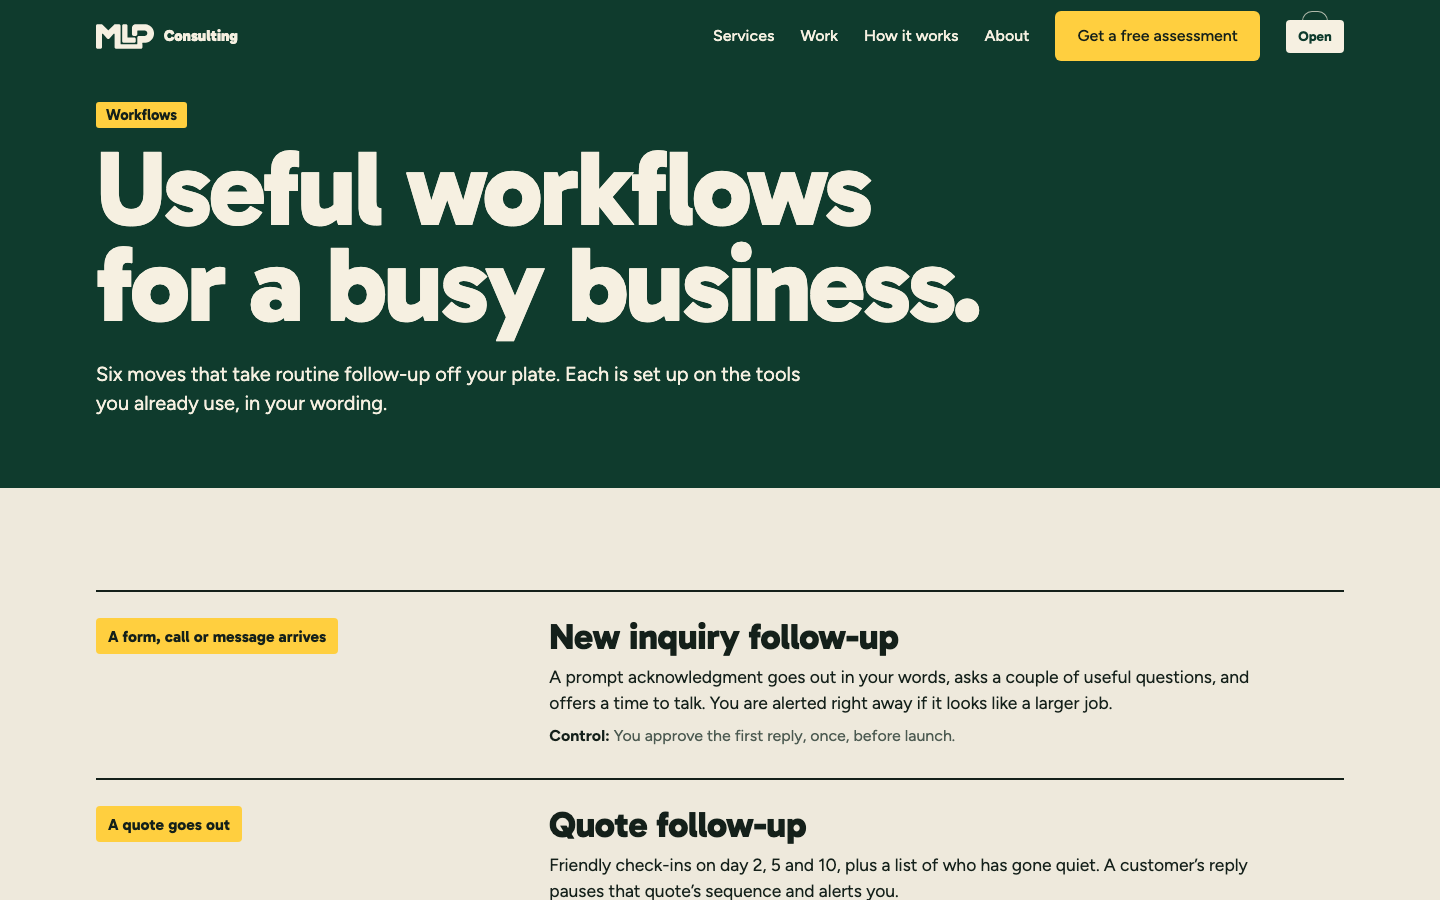 MLP Consulting
Services
Work
How it works
About
Get a free assessment
Open
Workflows
Useful workflows
for a busy business.
Six moves that take routine follow-up off your plate. Each is set up on the tools
you already use, in your wording.
A form, call or message arrives
New inquiry follow-up
A prompt acknowledgment goes out in your words, asks a couple of useful questions, and
offers a time to talk. You are alerted right away if it looks like a larger job.
Control: You approve the first reply, once, before launch.
A quote goes out
Quote follow-up
Friendly check-ins on day 2, 5 and 10, plus a list of who has gone quiet. A customer’s reply
pauses that quote’s sequence and alerts you.